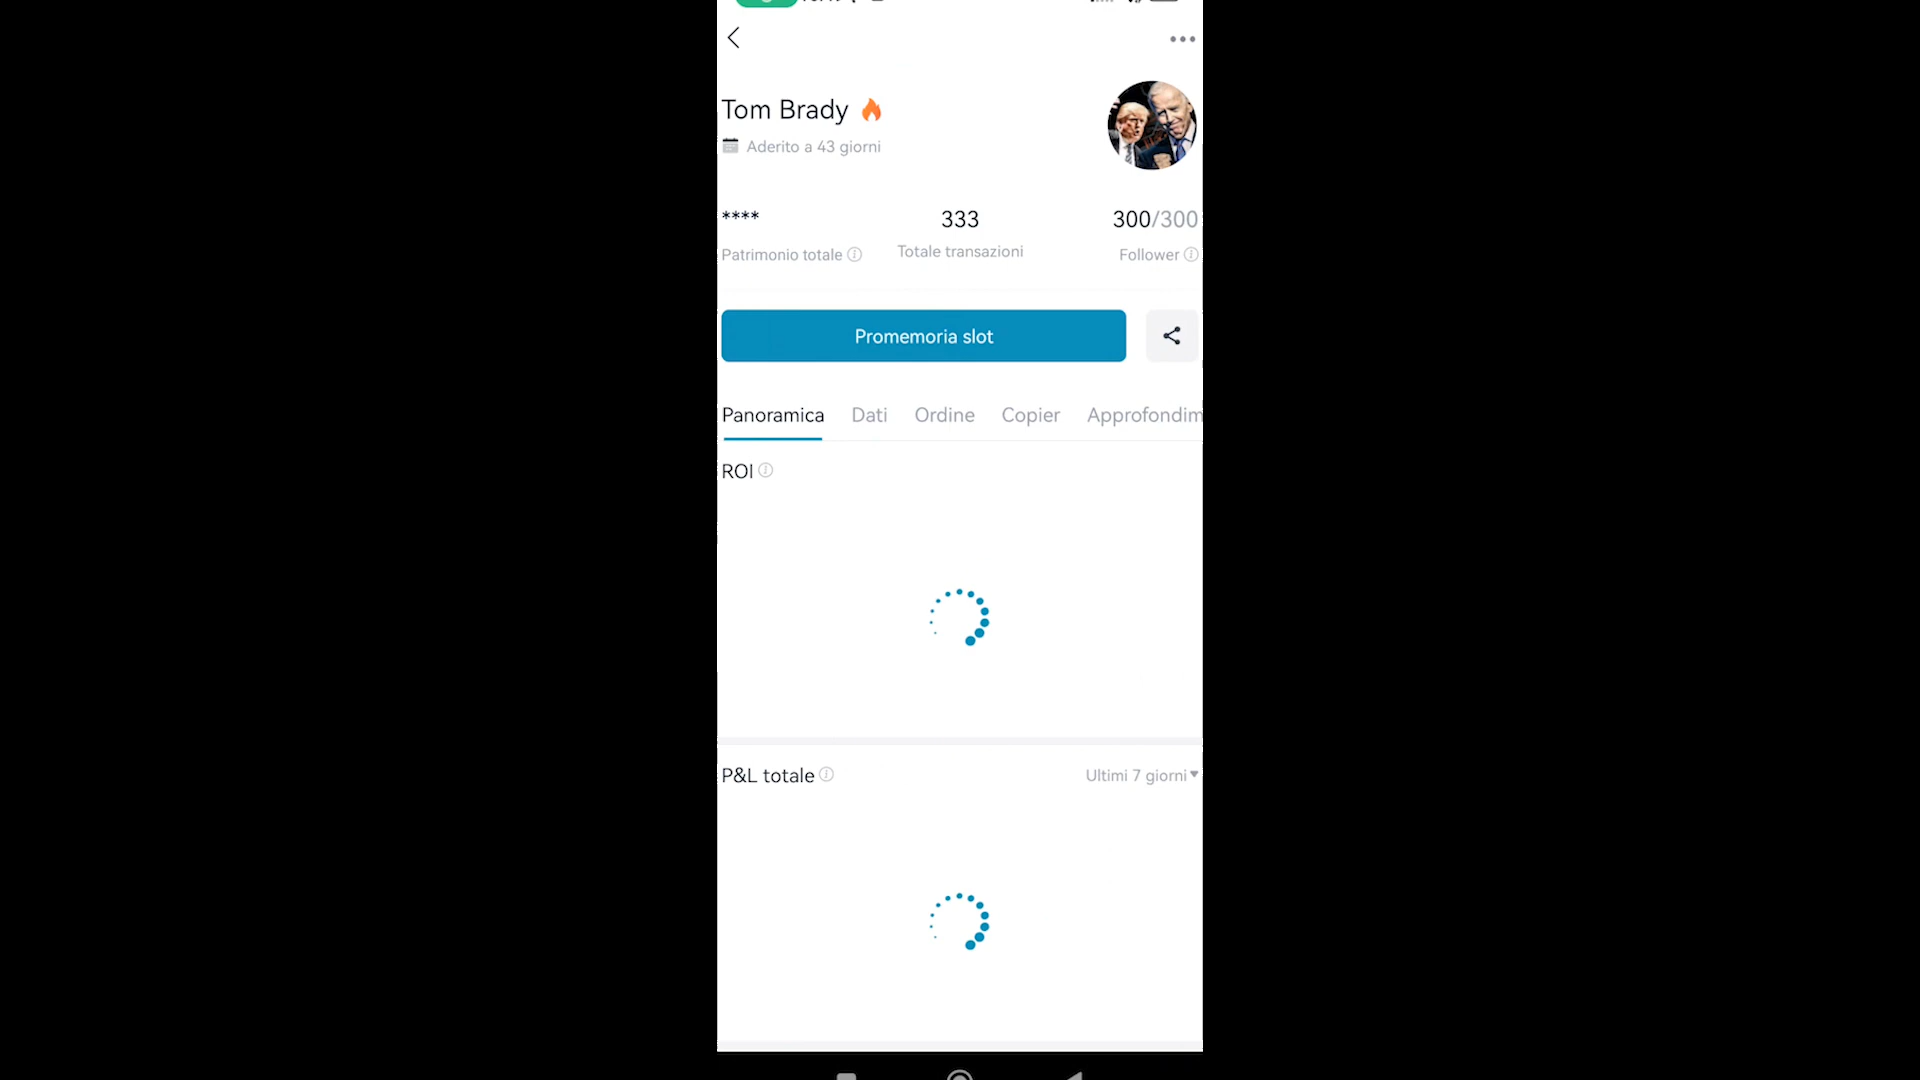 Tom Brady
Aderito a 43 giorni
****
333
300/300
Patrimonio totale
Totale transazioni
Follower
Promemoria slot
Panoramica
Dati
Ordine
Copier
Approfondim
ROI
P&L totale
Ultimi 7 giorni